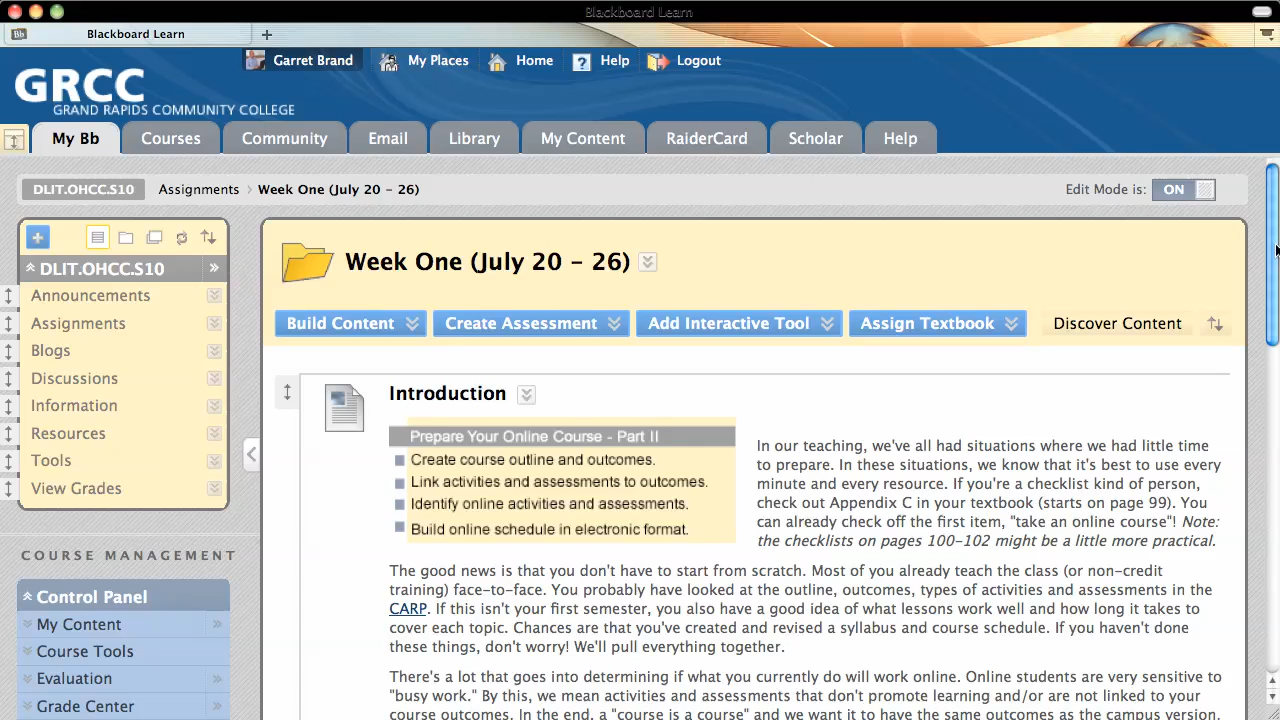 Blackboard Learn
Bb Blackboard Learn
Garret Brand My Places Home Help Logout
GRCC
GRAND RAPIDS COMMUNITY COLLEGE
My Bb Courses Community Email Library My Content RaiderCard Scholar Help
DLIT.OHCC.S10 Assignments Week One (July 20 - 26) Edit Mode is: ON
DLIT.OHCC.S10
Announcements
Assignments
Blogs
Discussions
Information
Resources
Tools
View Grades
COURSE MANAGEMENT
Control Panel
My Content
Course Tools
Evaluation
Grade Center
Week One (July 20 - 26)
Build Content Create Assessment Add Interactive Tool Assign Textbook Discover Content
Introduction
Prepare Your Online Course - Part II
Create course outline and outcomes.
Link activities and assessments to outcomes.
Identify online activities and assessments.
Build online schedule in electronic format.
In our teaching, we've all had situations where we had little time
to prepare. In these situations, we know that it's best to use every
minute and every resource. If you're a checklist kind of person,
check out Appendix C in your textbook (starts on page 99). You
can already check off the first item, "take an online course"! Note:
the checklists on pages 100-102 might be a little more practical.
The good news is that you don't have to start from scratch. Most of you already teach the class (or non-credit
training) face-to-face. You probably have looked at the outline, outcomes, types of activities and assessments in the
CARP. If this isn't your first semester, you also have a good idea of what lessons work well and how long it takes to
cover each topic. Chances are that you've created and revised a syllabus and course schedule. If you haven't done
these things, don't worry! We'll pull everything together.
There's a lot that goes into determining if what you currently do will work online. Online students are very sensitive to
"busy work." By this, we mean activities and assessments that don't promote learning and/or are not linked to your
course outcomes. In the end, a "course is a course" and we want it to have the same outcomes as the campus version.